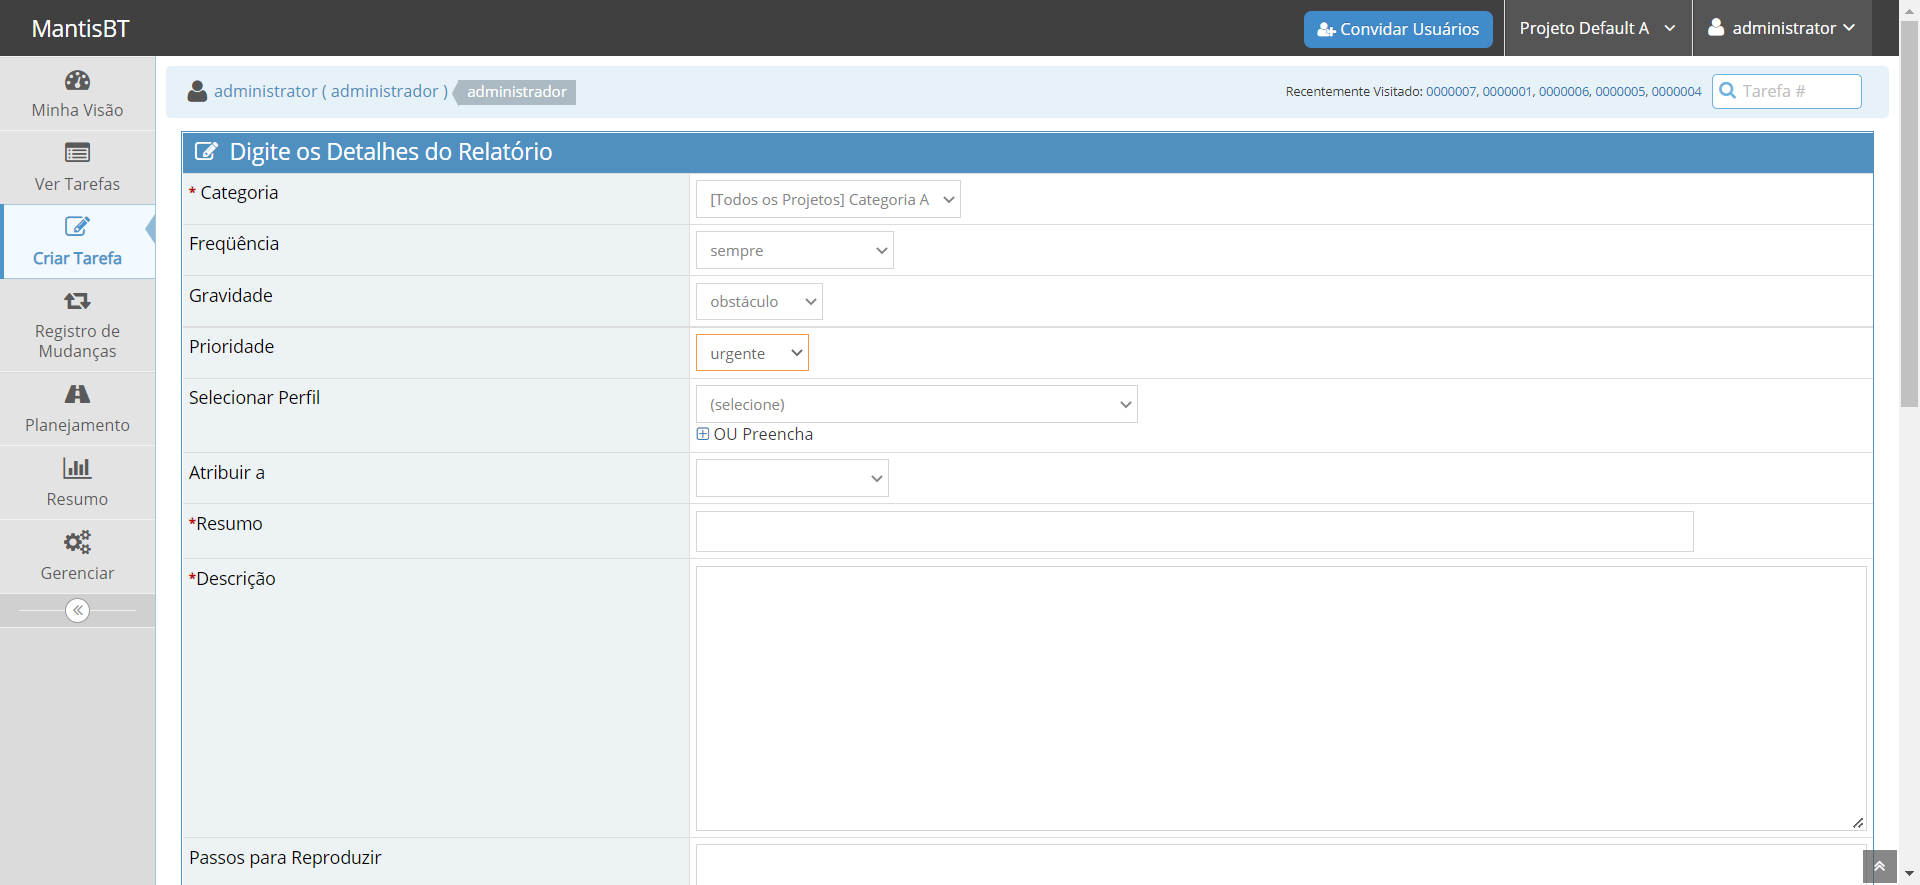 MantisBT
Convidar Usuários
Projeto Default A
administrator
Minha Visão
Ver Tarefas
Criar Tarefa
Registro de
Mudanças
Planejamento
Resumo
Gerenciar
administrator ( administrador )
administrador
Recentemente Visitado: 0000007, 0000001, 0000006, 0000005, 0000004
Tarefa #
Digite os Detalhes do Relatório
* Categoria
[Todos os Projetos] Categoria A
Freqüência
sempre
Gravidade
obstáculo
Prioridade
urgente
Selecionar Perfil
(selecione)
OU Preencha
Atribuir a
*Resumo
*Descrição
Passos para Reproduzir